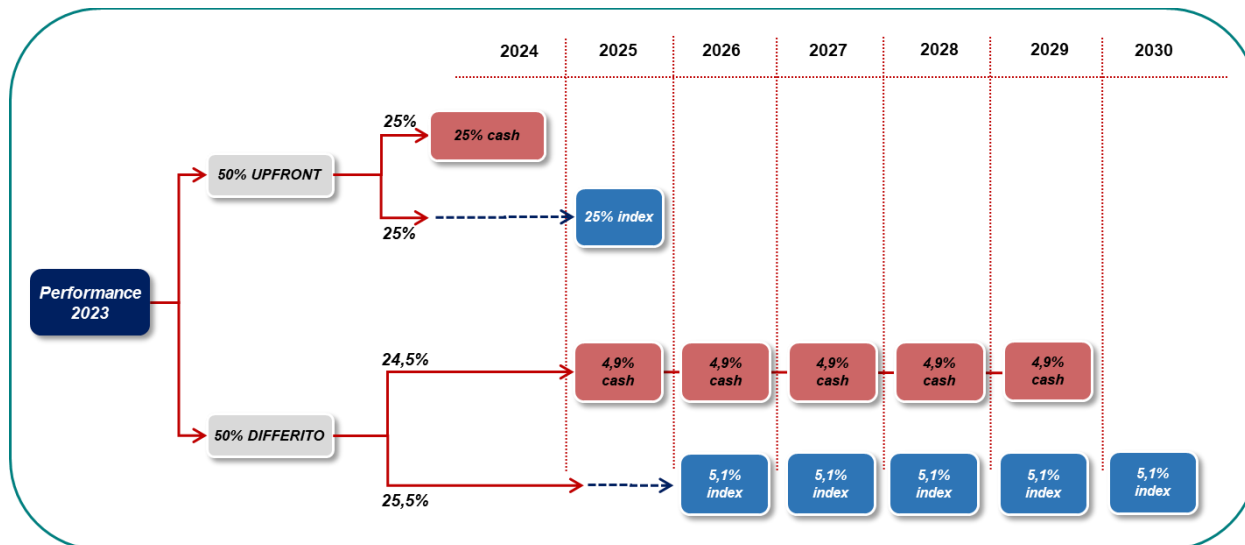 2024 2025 2026 2027 2028 2029 2030
25%
25% cash
50% UPFRONT
25% index
25%
Performance
2023
24,5%
4,9% 4,9% 4,9% 4,9% 4,9%
cash cash cash cash cash
50% DIFFERITO
5,1% 5,1% 5,1% 5,1% 5,1%
index index index index index
25,5%